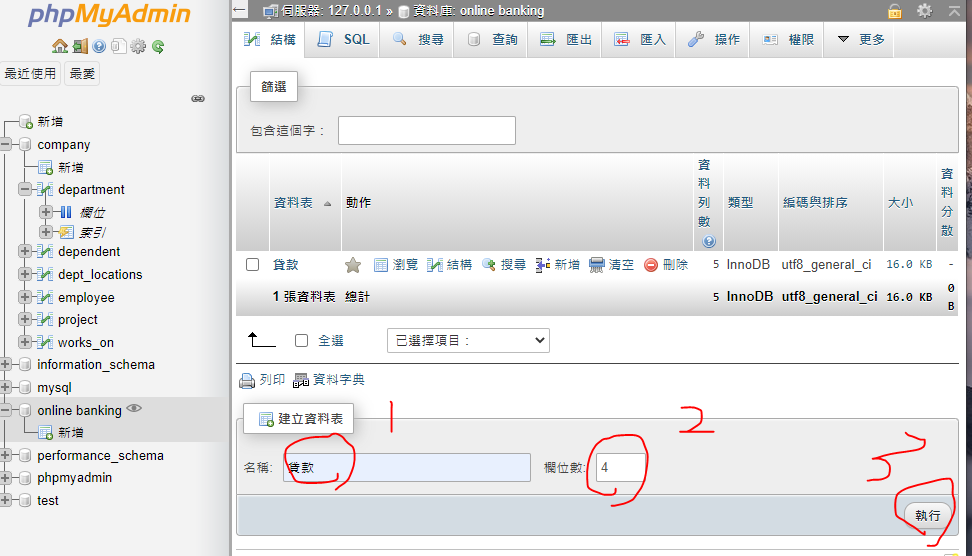 phpMyAdmin
最近使用 最愛
新增
company
新增
department
欄位
索引
dependent
dept_locations
employee
project
works_on
information_schema
mysql
online banking
新增
performance_schema
phpmyadmin
test
伺服器: 127.0.0.1 » 資料庫: online banking
結構 SQL 搜尋 查詢 匯出 匯入 操作 權限 更多
篩選
包含這個字：
資料表 動作 資料列數 類型 編碼與排序 大小 資料分散
貸款 瀏覽 結構 搜尋 新增 清空 刪除 5 InnoDB utf8_general_ci 16.0 KB -
1 張資料表 總計 5 InnoDB utf8_general_ci 16.0 KB 0 B
全選 已選擇項目：
列印 資料字典
建立資料表 1 2
名稱: 貸款 欄位數: 4 3
執行